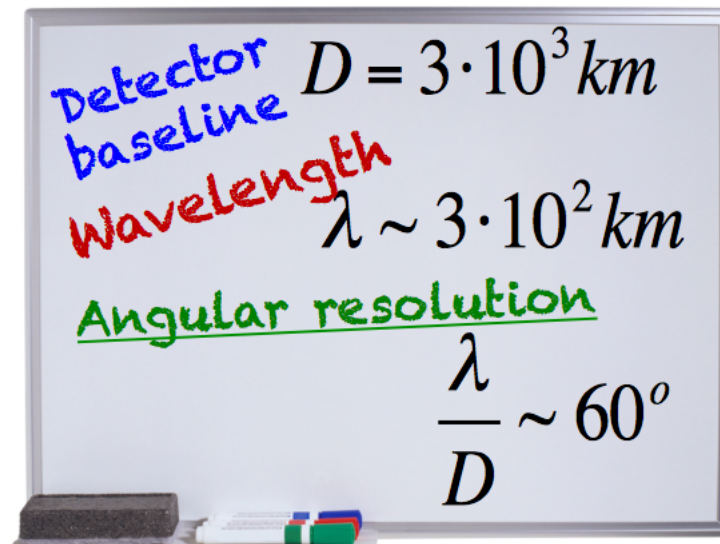 Detector baseline D = 3·10³ km
Wavelength λ ~ 3·10² km
Angular resolution
λ/D ~ 60°